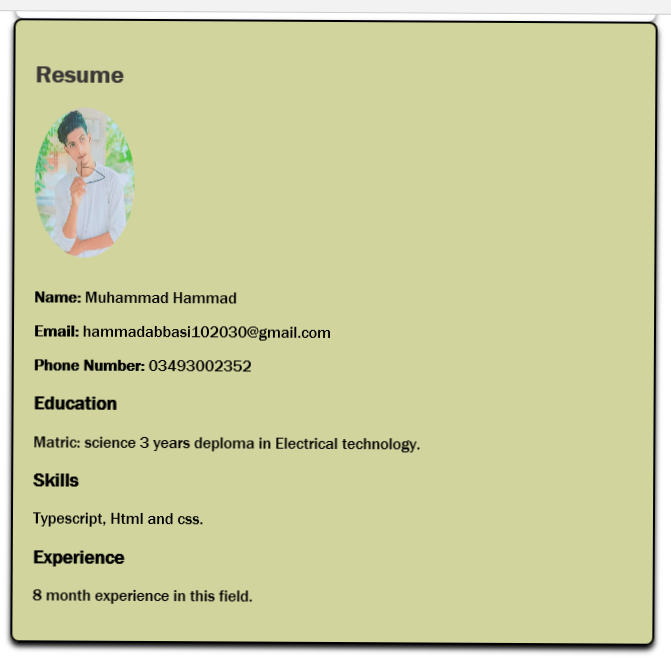 Resume
Name: Muhammad Hammad
Email: hammadabbasi102030@gmail.com
Phone Number: 03493002352
Education
Matric: science 3 years deploma in Electrical technology.
Skills
Typescript, Html and css.
Experience
8 month experience in this field.